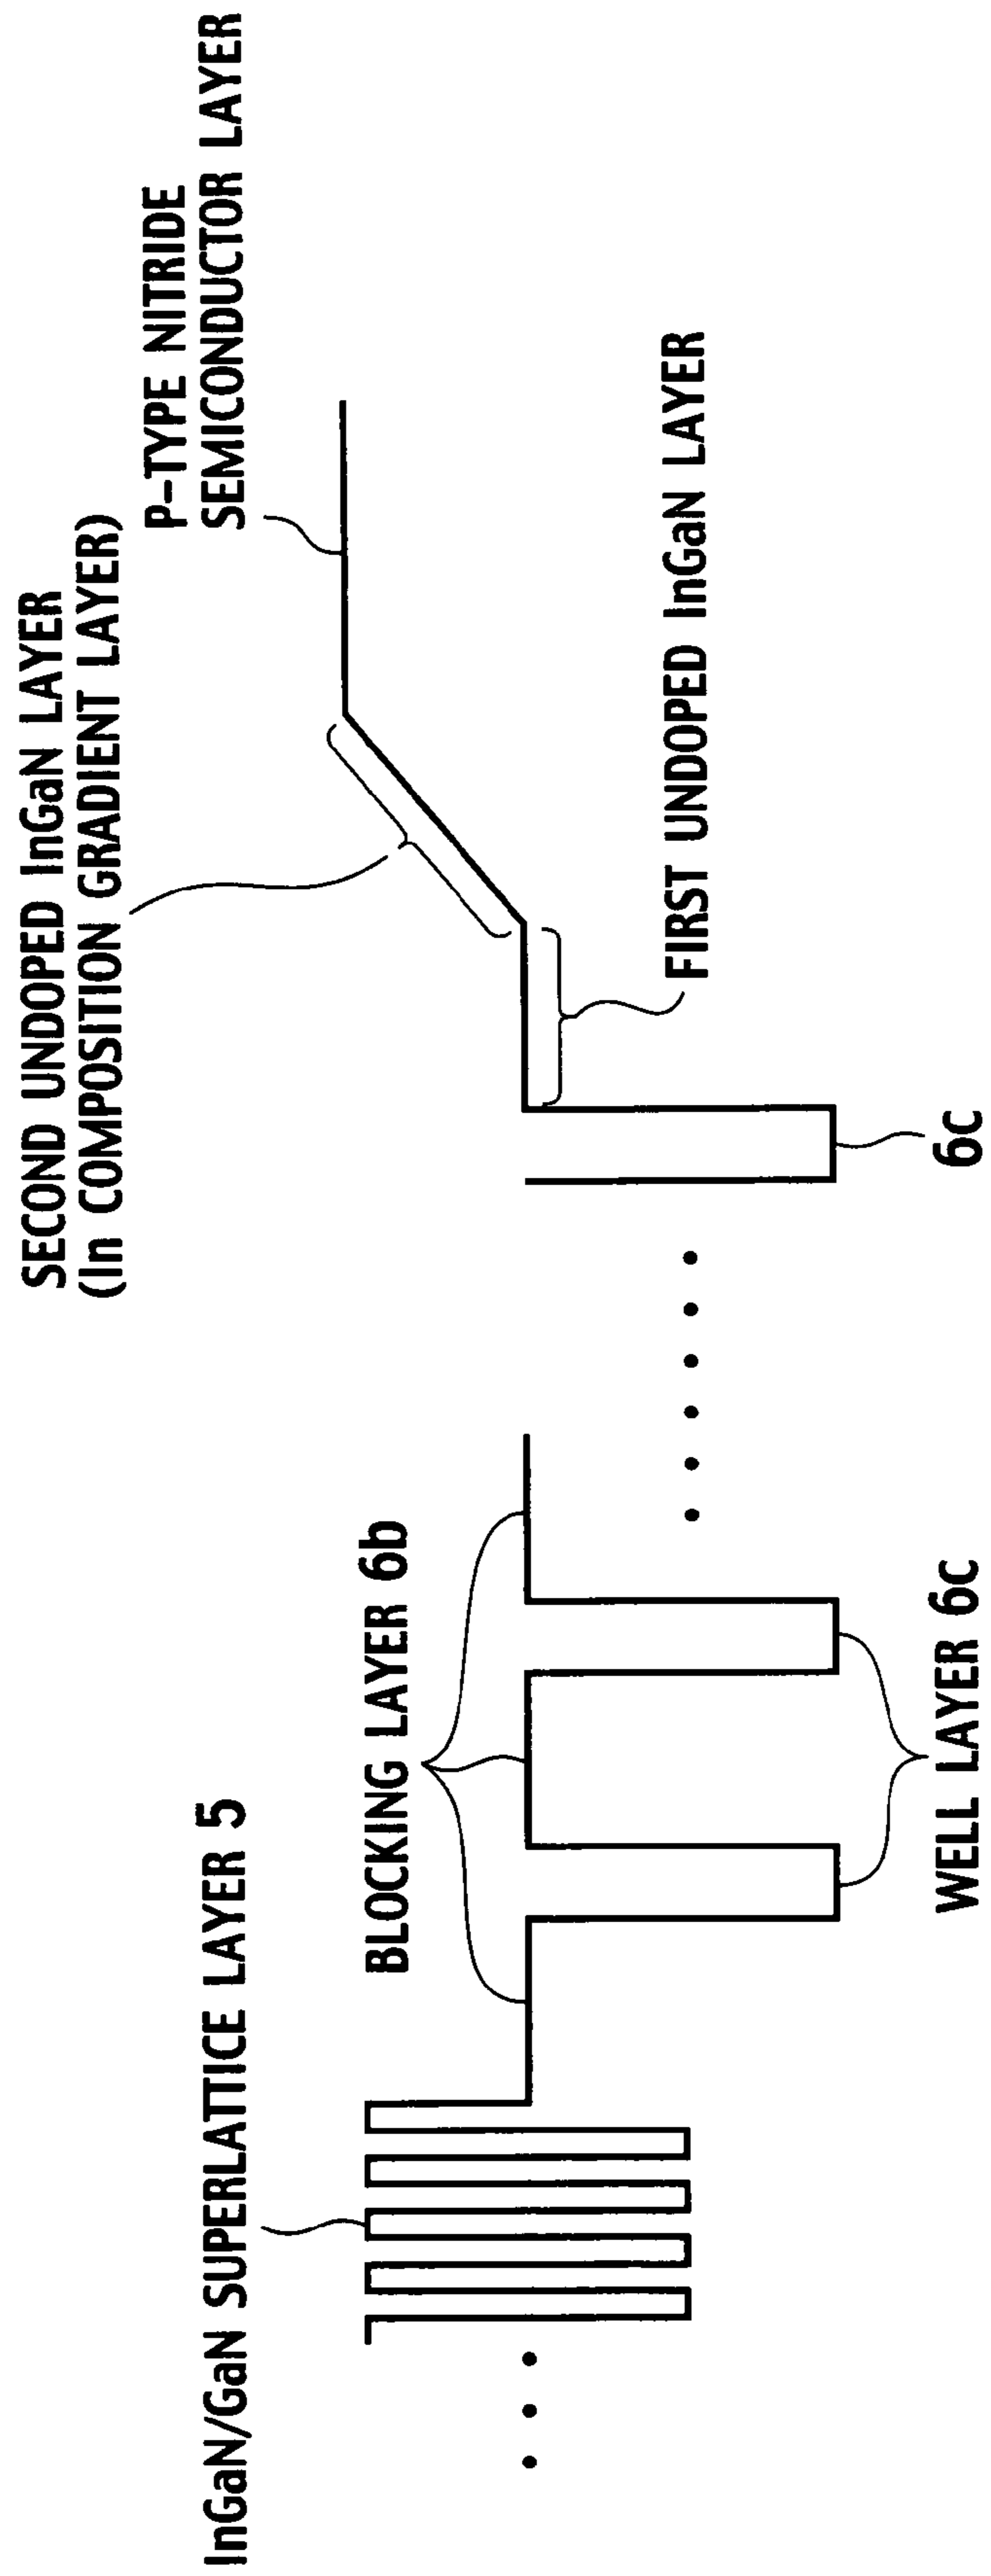 SECOND UNDOPED InGaN LAYER
(In COMPOSITION GRADIENT LAYER)
P-TYPE NITRIDE
SEMICONDUCTOR LAYER
InGaN/GaN SUPERLATTICE LAYER 5
BLOCKING LAYER 6b
FIRST UNDOPED InGaN LAYER
WELL LAYER 6c
6c